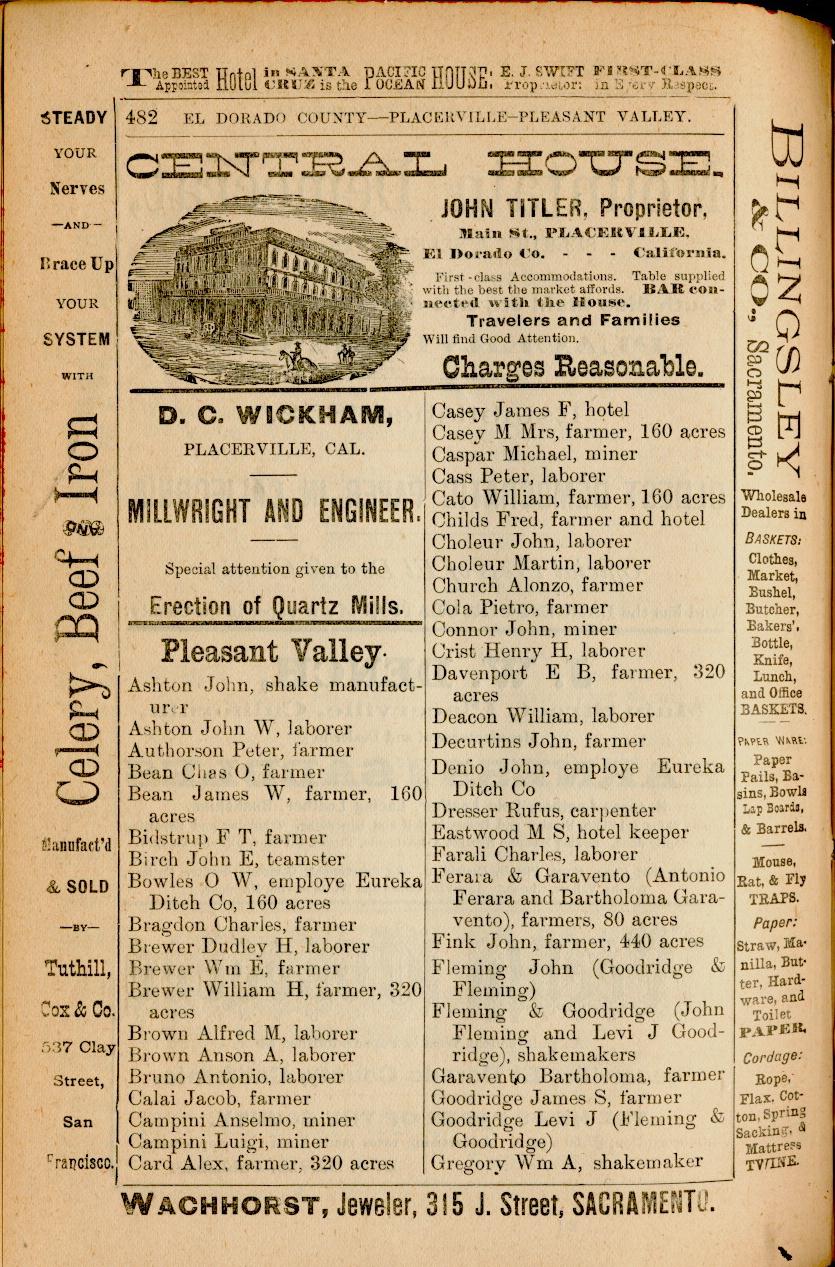 The BEST Appointed Hotel in SANTA CRUZ is the PACIFIC OCEAN HOUSE: E. J. SWIFT Proprietor: FIRST-CLASS in Every Respect.
482 EL DORADO COUNTY—PLACERVILLE-PLEASANT VALLEY.
CENTRAL HOUSE.
JOHN TITLER, Proprietor,
Main St., PLACERVILLE,
El Dorado Co. - - - California.
First-class Accommodations. Table supplied
with the best the market affords. BAR con-
nected with the House.
Travelers and Families
Will find Good Attention.
Charges Reasonable.
D. C. WICKHAM,
PLACERVILLE, CAL.
MILLWRIGHT AND ENGINEER.
Special attention given to the
Erection of Quartz Mills.
Pleasant Valley.
Ashton John, shake manufact-
urer
Ashton John W, laborer
Authorson Peter, farmer
Bean Chas O, farmer
Bean James W, farmer, 160
acres
Bidstrup F T, farmer
Birch John E, teamster
Bowles O W, employe Eureka
Ditch Co, 160 acres
Bragdon Charles, farmer
Brewer Dudley H, laborer
Brewer Wm E, farmer
Brewer William H, farmer, 320
acres
Brown Alfred M, laborer
Brown Anson A, laborer
Bruno Antonio, laborer
Calai Jacob, farmer
Campini Anselmo, miner
Campini Luigi, miner
Card Alex, farmer, 320 acres
Casey James F, hotel
Casey M Mrs, farmer, 160 acres
Caspar Michael, miner
Cass Peter, laborer
Cato William, farmer, 160 acres
Childs Fred, farmer and hotel
Choleur John, laborer
Choleur Martin, laborer
Church Alonzo, farmer
Cola Pietro, farmer
Connor John, miner
Crist Henry H, laborer
Davenport E B, farmer, 320
acres
Deacon William, laborer
Decurtins John, farmer
Denio John, employe Eureka
Ditch Co
Dresser Rufus, carpenter
Eastwood M S, hotel keeper
Farali Charles, laborer
Ferara & Garavento (Antonio
Ferara and Bartholoma Gara-
vento), farmers, 80 acres
Fink John, farmer, 440 acres
Fleming John (Goodridge &
Fleming)
Fleming & Goodridge (John
Fleming and Levi J Good-
ridge), shakemakers
Garavento Bartholoma, farmer
Goodridge James S, farmer
Goodridge Levi J (Fleming &
Goodridge)
Gregory Wm A, shakemaker
STEADY
YOUR
Nerves
—AND—
Brace Up
YOUR
SYSTEM
WITH
Celery, Beef AND Iron
Manufact'd
& SOLD
—BY—
Tuthill,
Cox & Co.
537 Clay
Street,
San
Francisco.
BILLINGSLEY
& CO., Sacramento,
Wholesale
Dealers in
BASKETS:
Clothes,
Market,
Bushel,
Butcher,
Bakers',
Bottle,
Knife,
Lunch,
and Office
BASKETS.
PAPER WARE:
Paper
Pails, Ba-
sins, Bowls
Lap Boards,
& Barrels.
Mouse,
Rat, & Fly
TRAPS.
Paper:
Straw, Ma-
nilla, But-
ter, Hard-
ware, and
Toilet
PAPER.
Cordage:
Rope,
Flax, Cot-
ton, Spring
Sacking, &
Mattress
TWINE.
WACHHORST, Jeweler, 315 J. Street, SACRAMENTO.